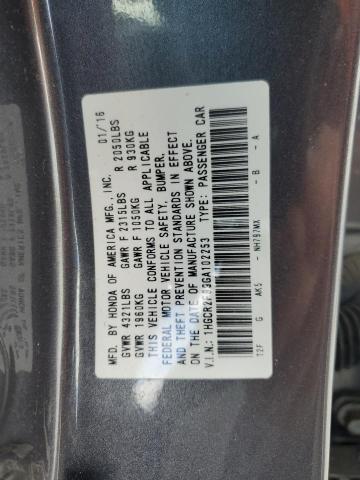 MFD. BY HONDA OF AMERICA MFG., INC. 01/16
GVWR 4321LBS GAWR F 2315LBS R 2050LBS
GVWR 1960KG GAWR F 1050KG R 930KG
THIS VEHICLE CONFORMS TO ALL APPLICABLE
FEDERAL MOTOR VEHICLE SAFETY, BUMPER,
AND THEFT PREVENTION STANDARDS IN EFFECT
ON THE DATE OF MANUFACTURE SHOWN ABOVE.
V.I.N.: TYPE: PASSENGER CAR
T2F G AK5 - NH797MX - B - A